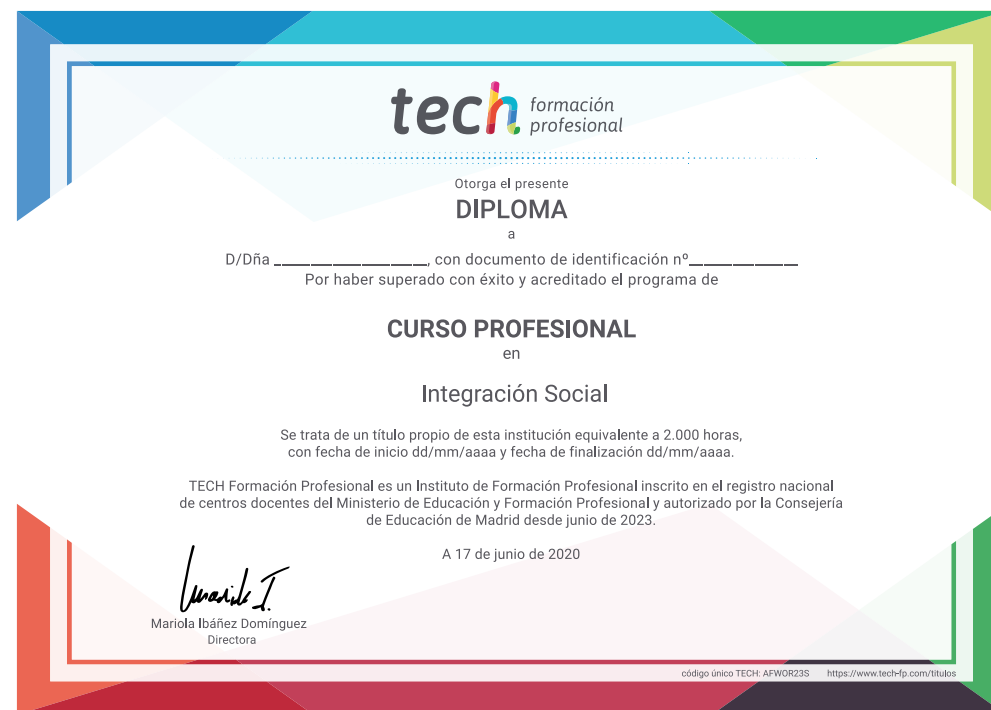 tech formación
profesional
Otorga el presente
DIPLOMA
a
D/Dña ____________________, con documento de identificación nº______________
Por haber superado con éxito y acreditado el programa de
CURSO PROFESIONAL
en
Integración Social
Se trata de un título propio de esta institución equivalente a 2.000 horas,
con fecha de inicio dd/mm/aaaa y fecha de finalización dd/mm/aaaa.
TECH Formación Profesional es un Instituto de Formación Profesional inscrito en el registro nacional
de centros docentes del Ministerio de Educación y Formación Profesional y autorizado por la Consejería
de Educación de Madrid desde junio de 2023.
A 17 de junio de 2020
Mariola Ibáñez Domínguez
Directora
código único TECH: AFWOR23S https://www.tech-fp.com/titulos